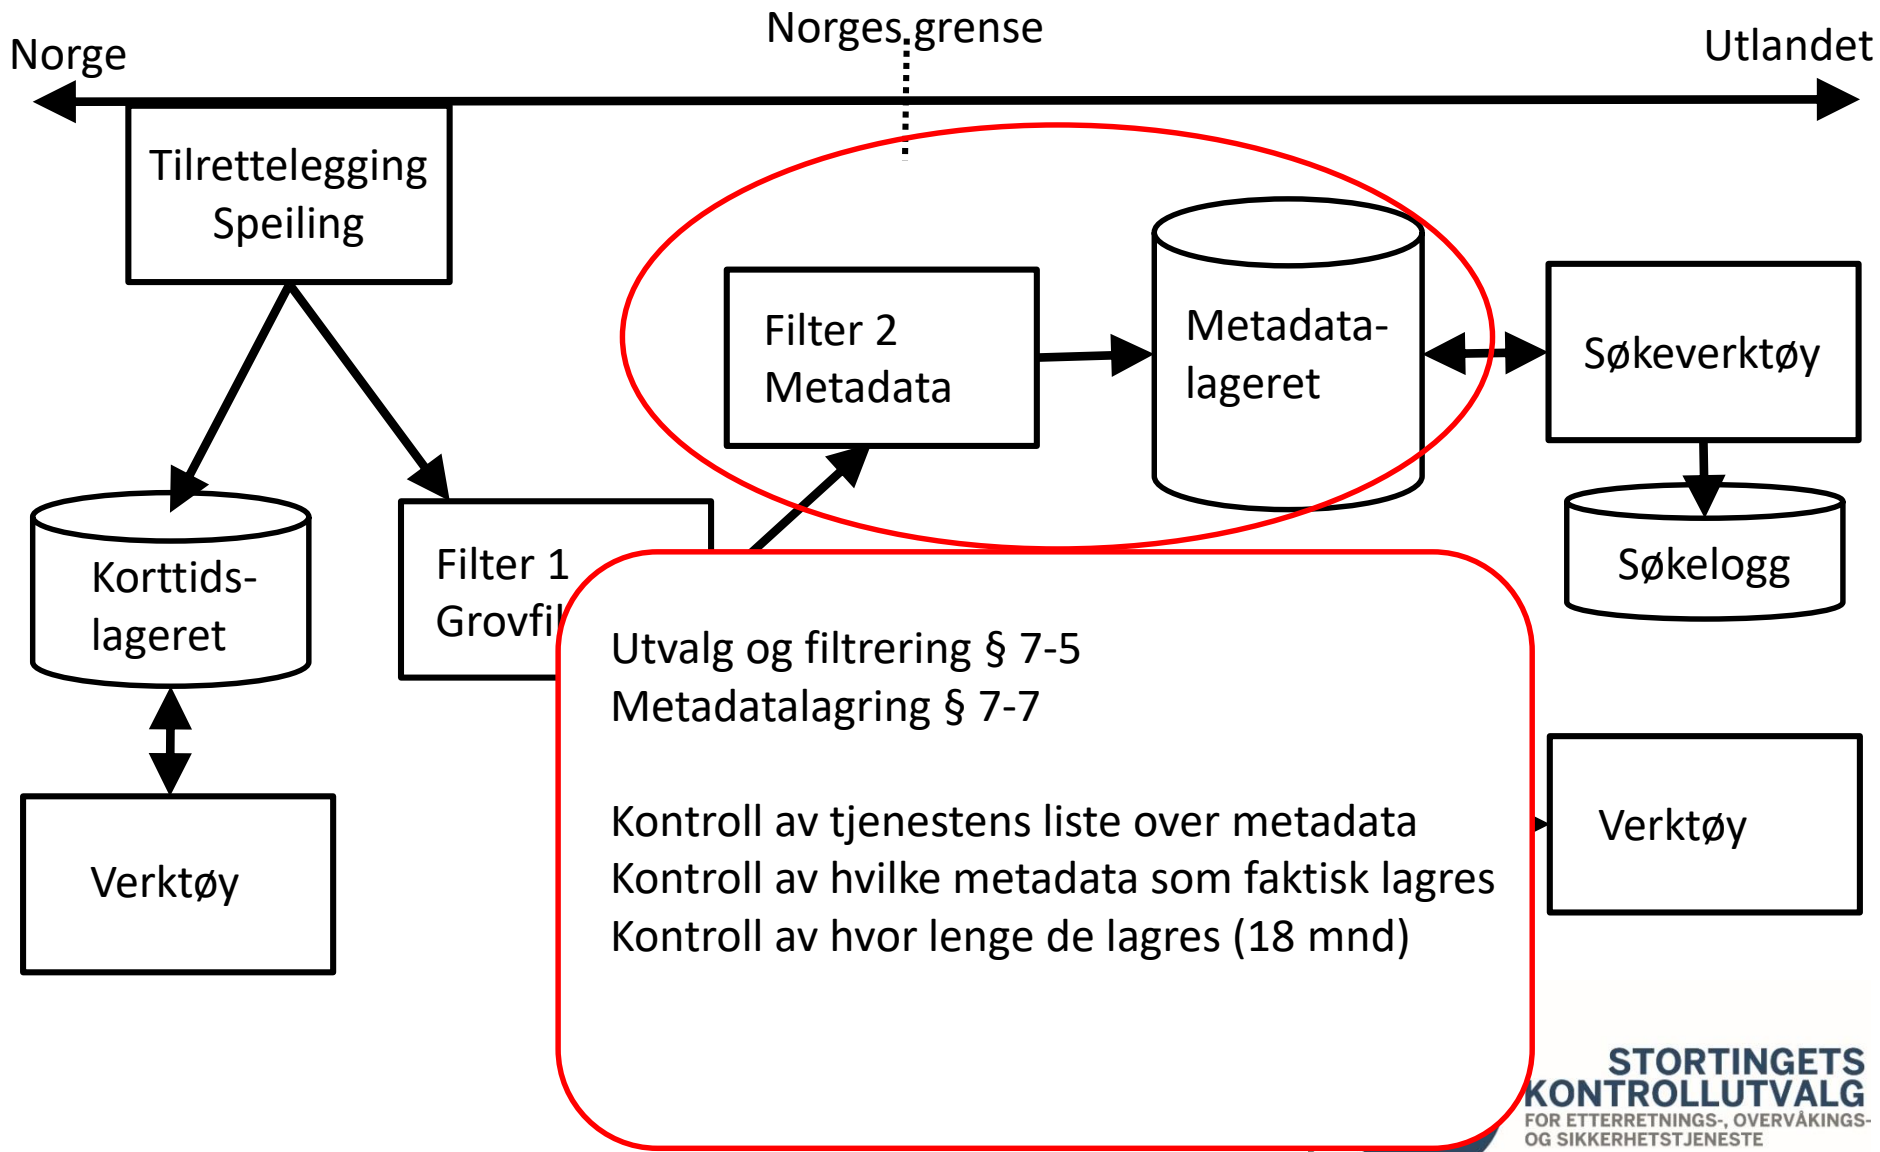 Norge
Norges grense
Utlandet
Tilrettelegging
Speiling
Filter 2
Metadata
Metadata-
lageret
Søkeverktøy
Søkelogg
Korttids-
lageret
Filter 1
Grovfil
Verktøy
Utvalg og filtrering § 7-5
Metadatalagring § 7-7
Kontroll av tjenestens liste over metadata
Kontroll av hvilke metadata som faktisk lagres
Kontroll av hvor lenge de lagres (18 mnd)
Verktøy
STORTINGETS
KONTROLLUTVALG
FOR ETTERRETNINGS-, OVERVÅKINGS-
OG SIKKERHETSTJENESTE